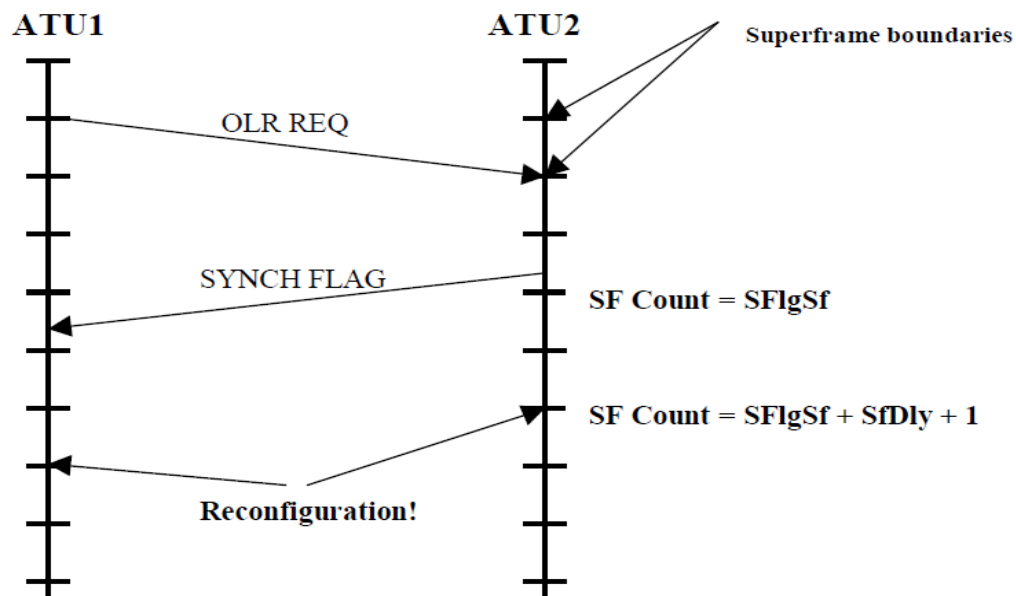 ATU1
ATU2
Superframe boundaries
OLR REQ
SYNCH FLAG
SF Count = SFlgSf
SF Count = SFlgSf + SfDly + 1
Reconfiguration!